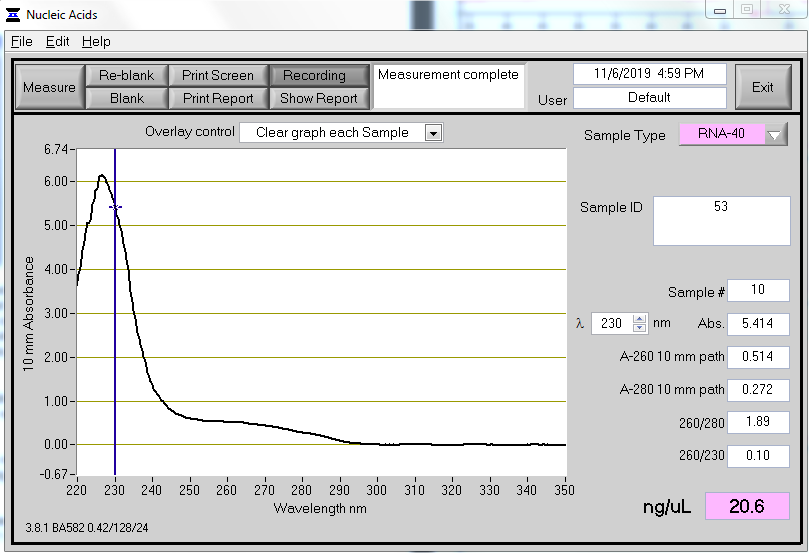 Nucleic Acids
File Edit Help
Measure
Re-blank
Print Screen
Recording
Blank
Print Report
Show Report
Measurement complete
User
11/6/2019 4:59 PM
Default
Exit
Overlay control
Clear graph each Sample
Sample Type
RNA-40
Sample ID
53
Sample #
10
λ
230
nm
Abs.
5.414
A-260 10 mm path
0.514
A-280 10 mm path
0.272
260/280
1.89
260/230
0.10
ng/uL
20.6
10 mm Absorbance
6.74
6.00
5.00
4.00
3.00
2.00
1.00
0.00
-0.67
220 230 240 250 260 270 280 290 300 310 320 330 340 350
Wavelength nm
3.8.1 BA582 0.42/128/24